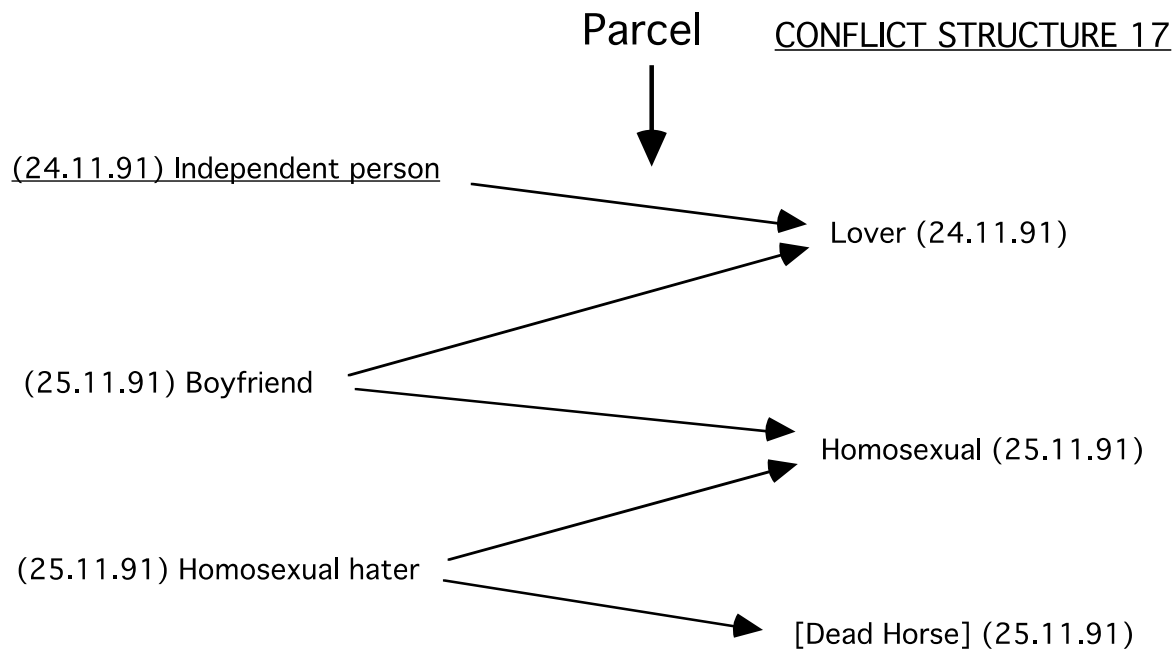 Parcel
CONFLICT STRUCTURE 17
(24.11.91) Independent person
Lover (24.11.91)
(25.11.91) Boyfriend
Homosexual (25.11.91)
(25.11.91) Homosexual hater
[Dead Horse] (25.11.91)